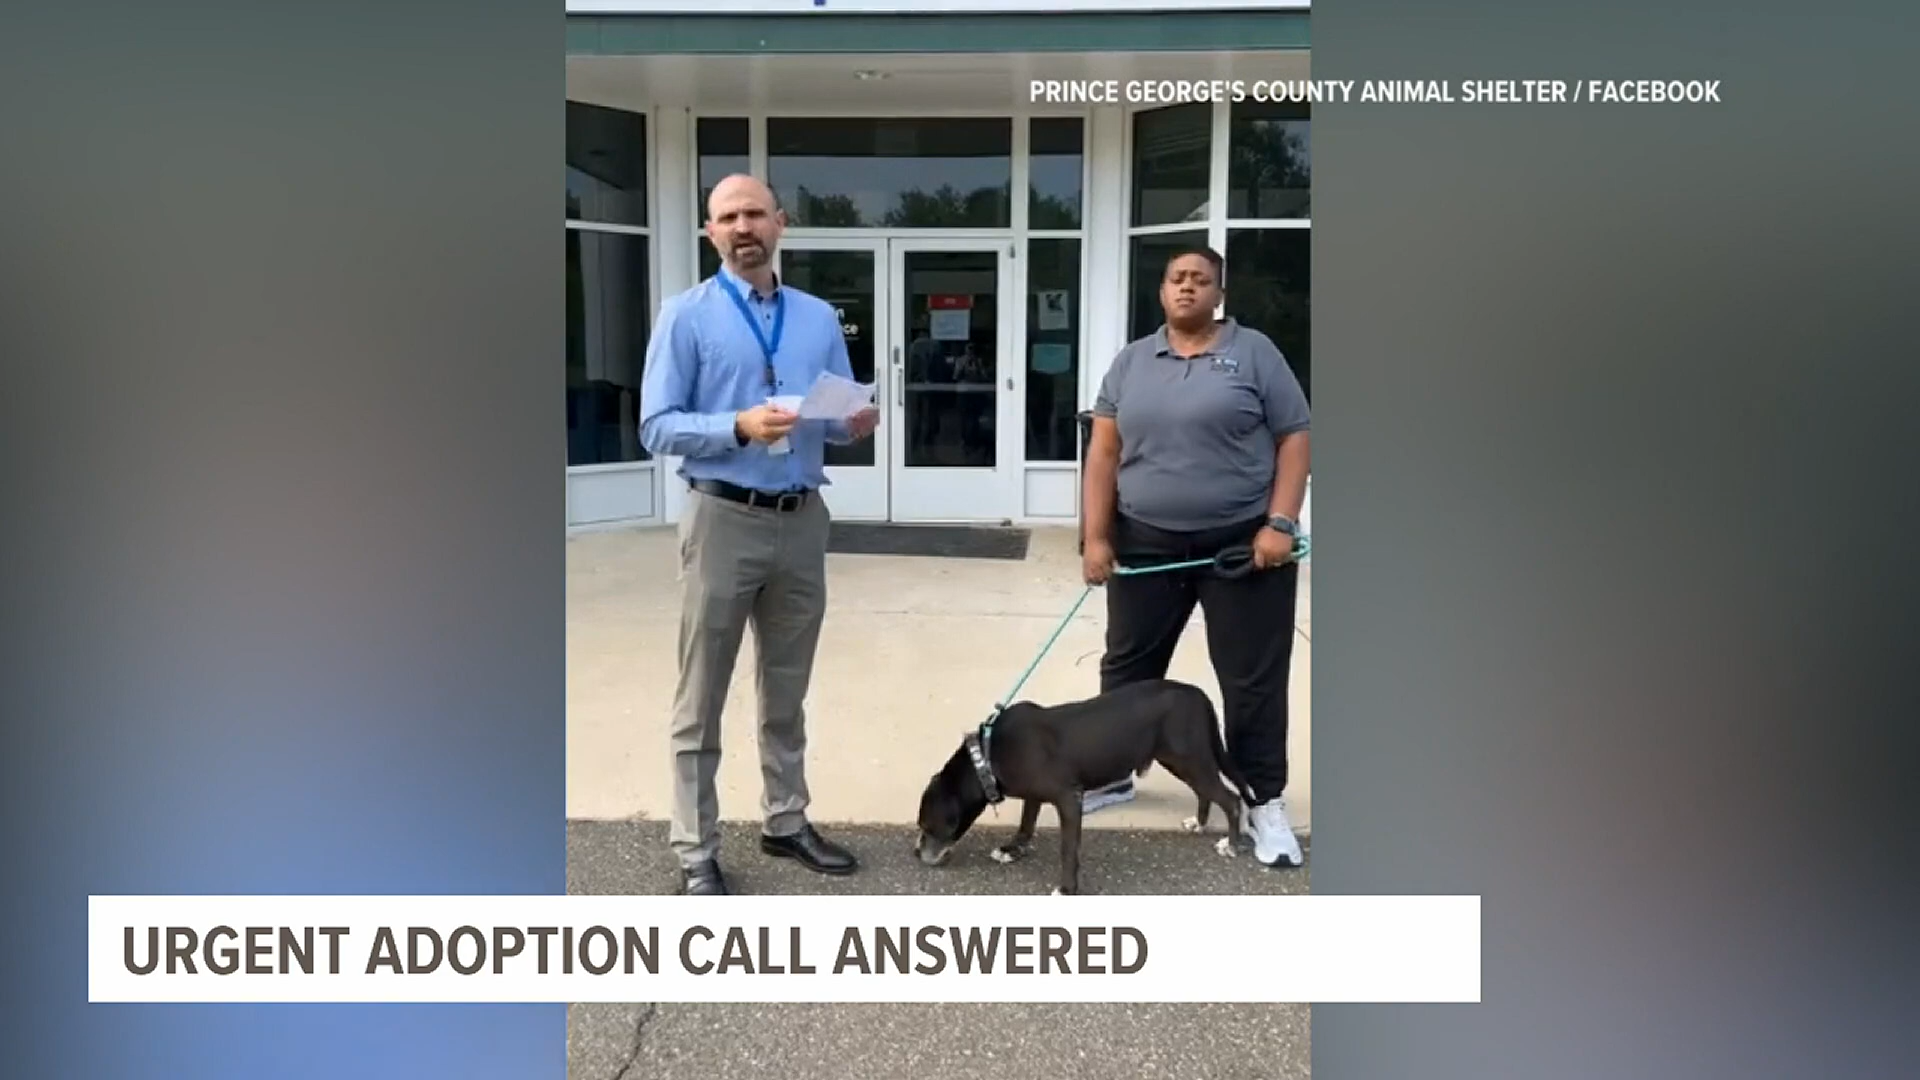 PRINCE GEORGE'S COUNTY ANIMAL SHELTER / FACEBOOK
URGENT ADOPTION CALL ANSWERED